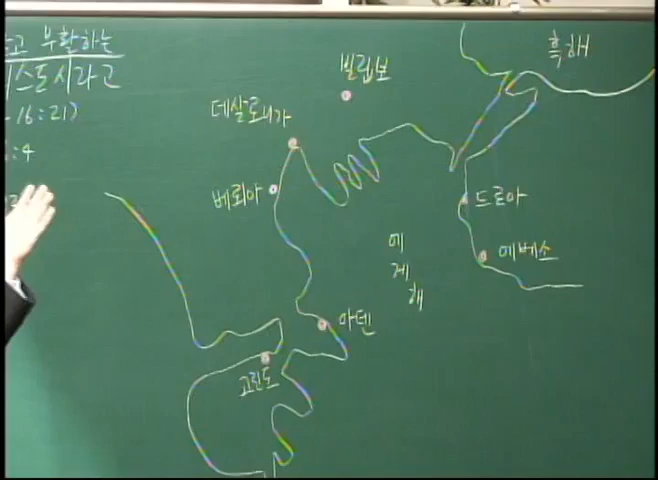 고 부활하는
스도시라고
16:21)
:4
흑해
빌립보
데살로니가
베뢰아
드로아
에게해
에베소
아덴
고린도